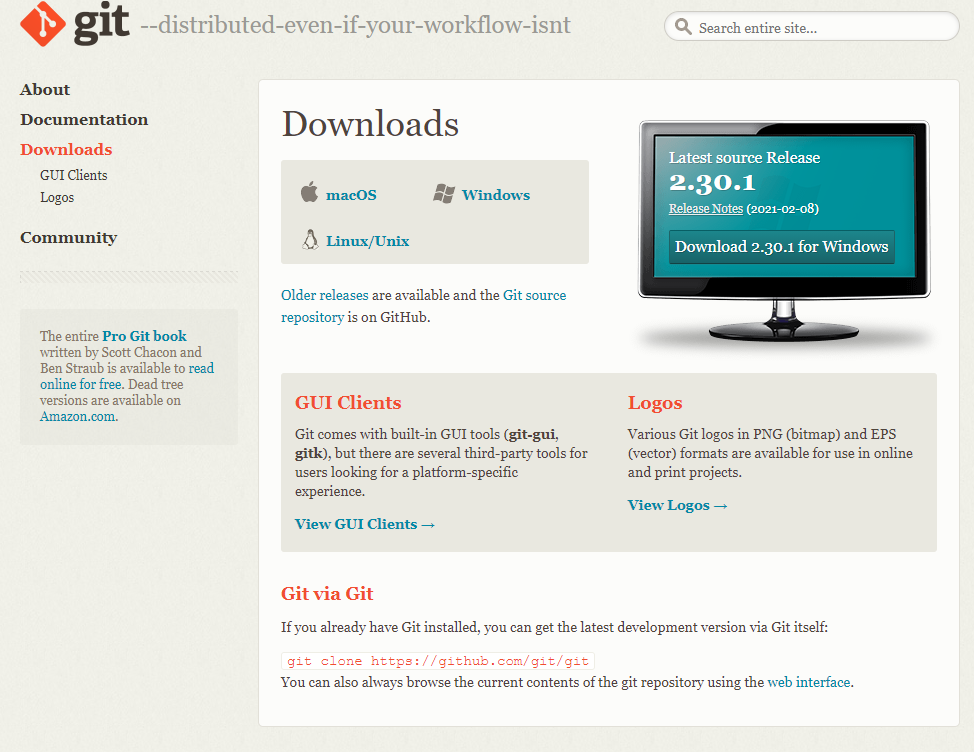 git --distributed-even-if-your-workflow-isnt
Search entire site...
About
Documentation
Downloads
GUI Clients
Logos
Community
The entire Pro Git book
written by Scott Chacon and
Ben Straub is available to read
online for free. Dead tree
versions are available on
Amazon.com.
Downloads
macOS
Windows
Linux/Unix
Older releases are available and the Git source
repository is on GitHub.
Latest source Release
2.30.1
Release Notes (2021-02-08)
Download 2.30.1 for Windows
GUI Clients
Git comes with built-in GUI tools (git-gui,
gitk), but there are several third-party tools for
users looking for a platform-specific
experience.
View GUI Clients →
Logos
Various Git logos in PNG (bitmap) and EPS
(vector) formats are available for use in online
and print projects.
View Logos →
Git via Git
If you already have Git installed, you can get the latest development version via Git itself:
git clone https://github.com/git/git
You can also always browse the current contents of the git repository using the web interface.